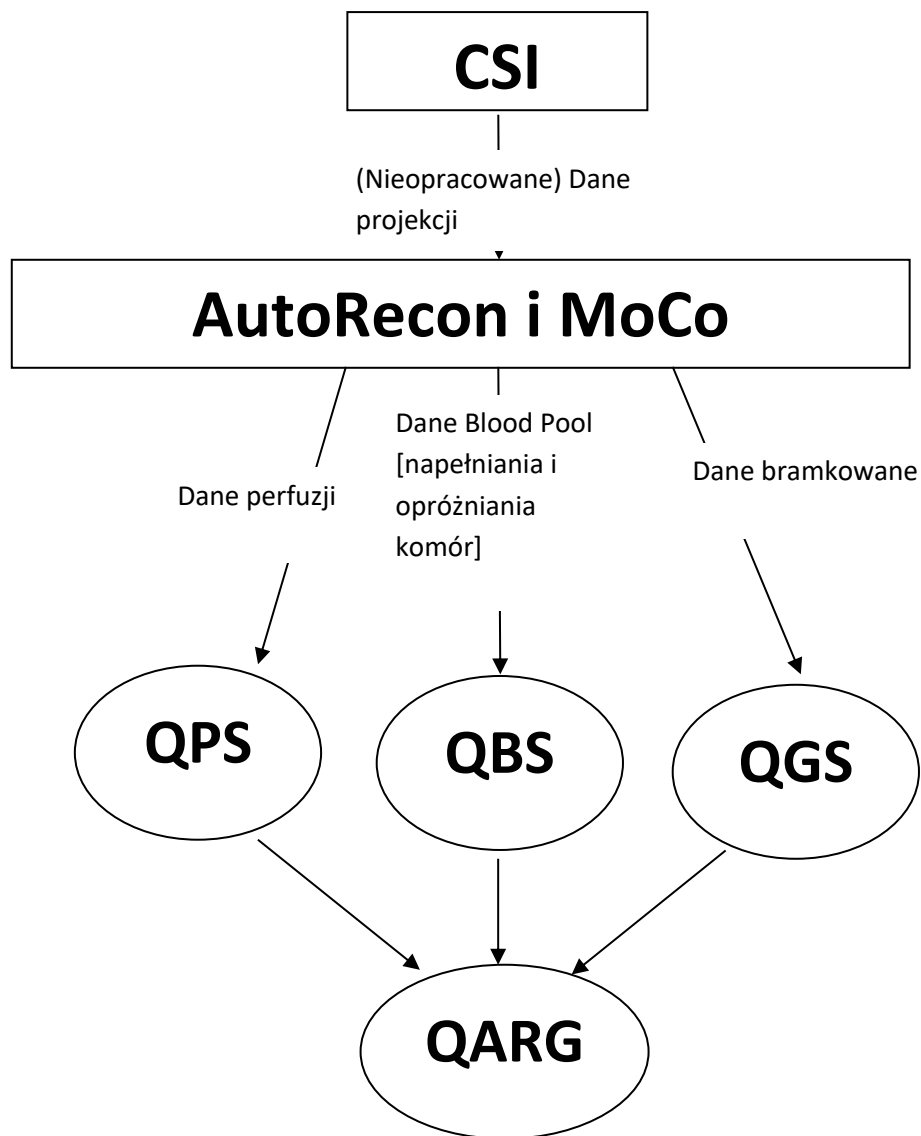 CSI
(Nieopracowane) Dane
projekcji
AutoRecon i MoCo
Dane perfuzji
Dane Blood Pool
[napełniania i
opróżniania
komór]
Dane bramkowane
QPS
QBS
QGS
QARG